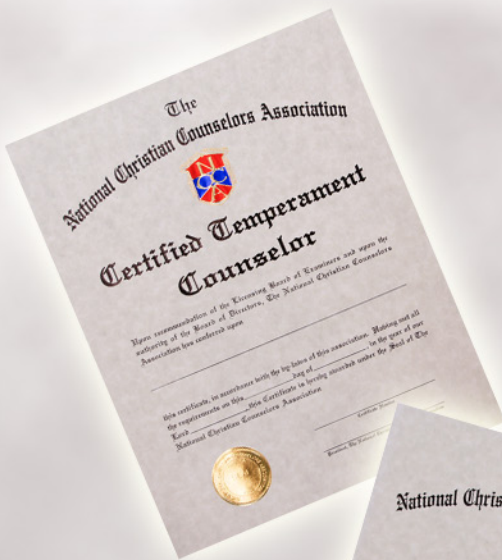 The
National Christian Counselors Association
N
C C
A
Certified Temperament
Counselor
Upon recommendation of the Licensing Board of Examiners and upon the
authority of the Board of Directors, The National Christian Counselors
Association has conferred upon
this certificate, in accordance with the by-laws of this association. Having met all
the requirements on this day of , in the year of our
Lord , this Certificate is hereby awarded under the Seal of The
National Christian Counselors Association
President, The National
National Chris